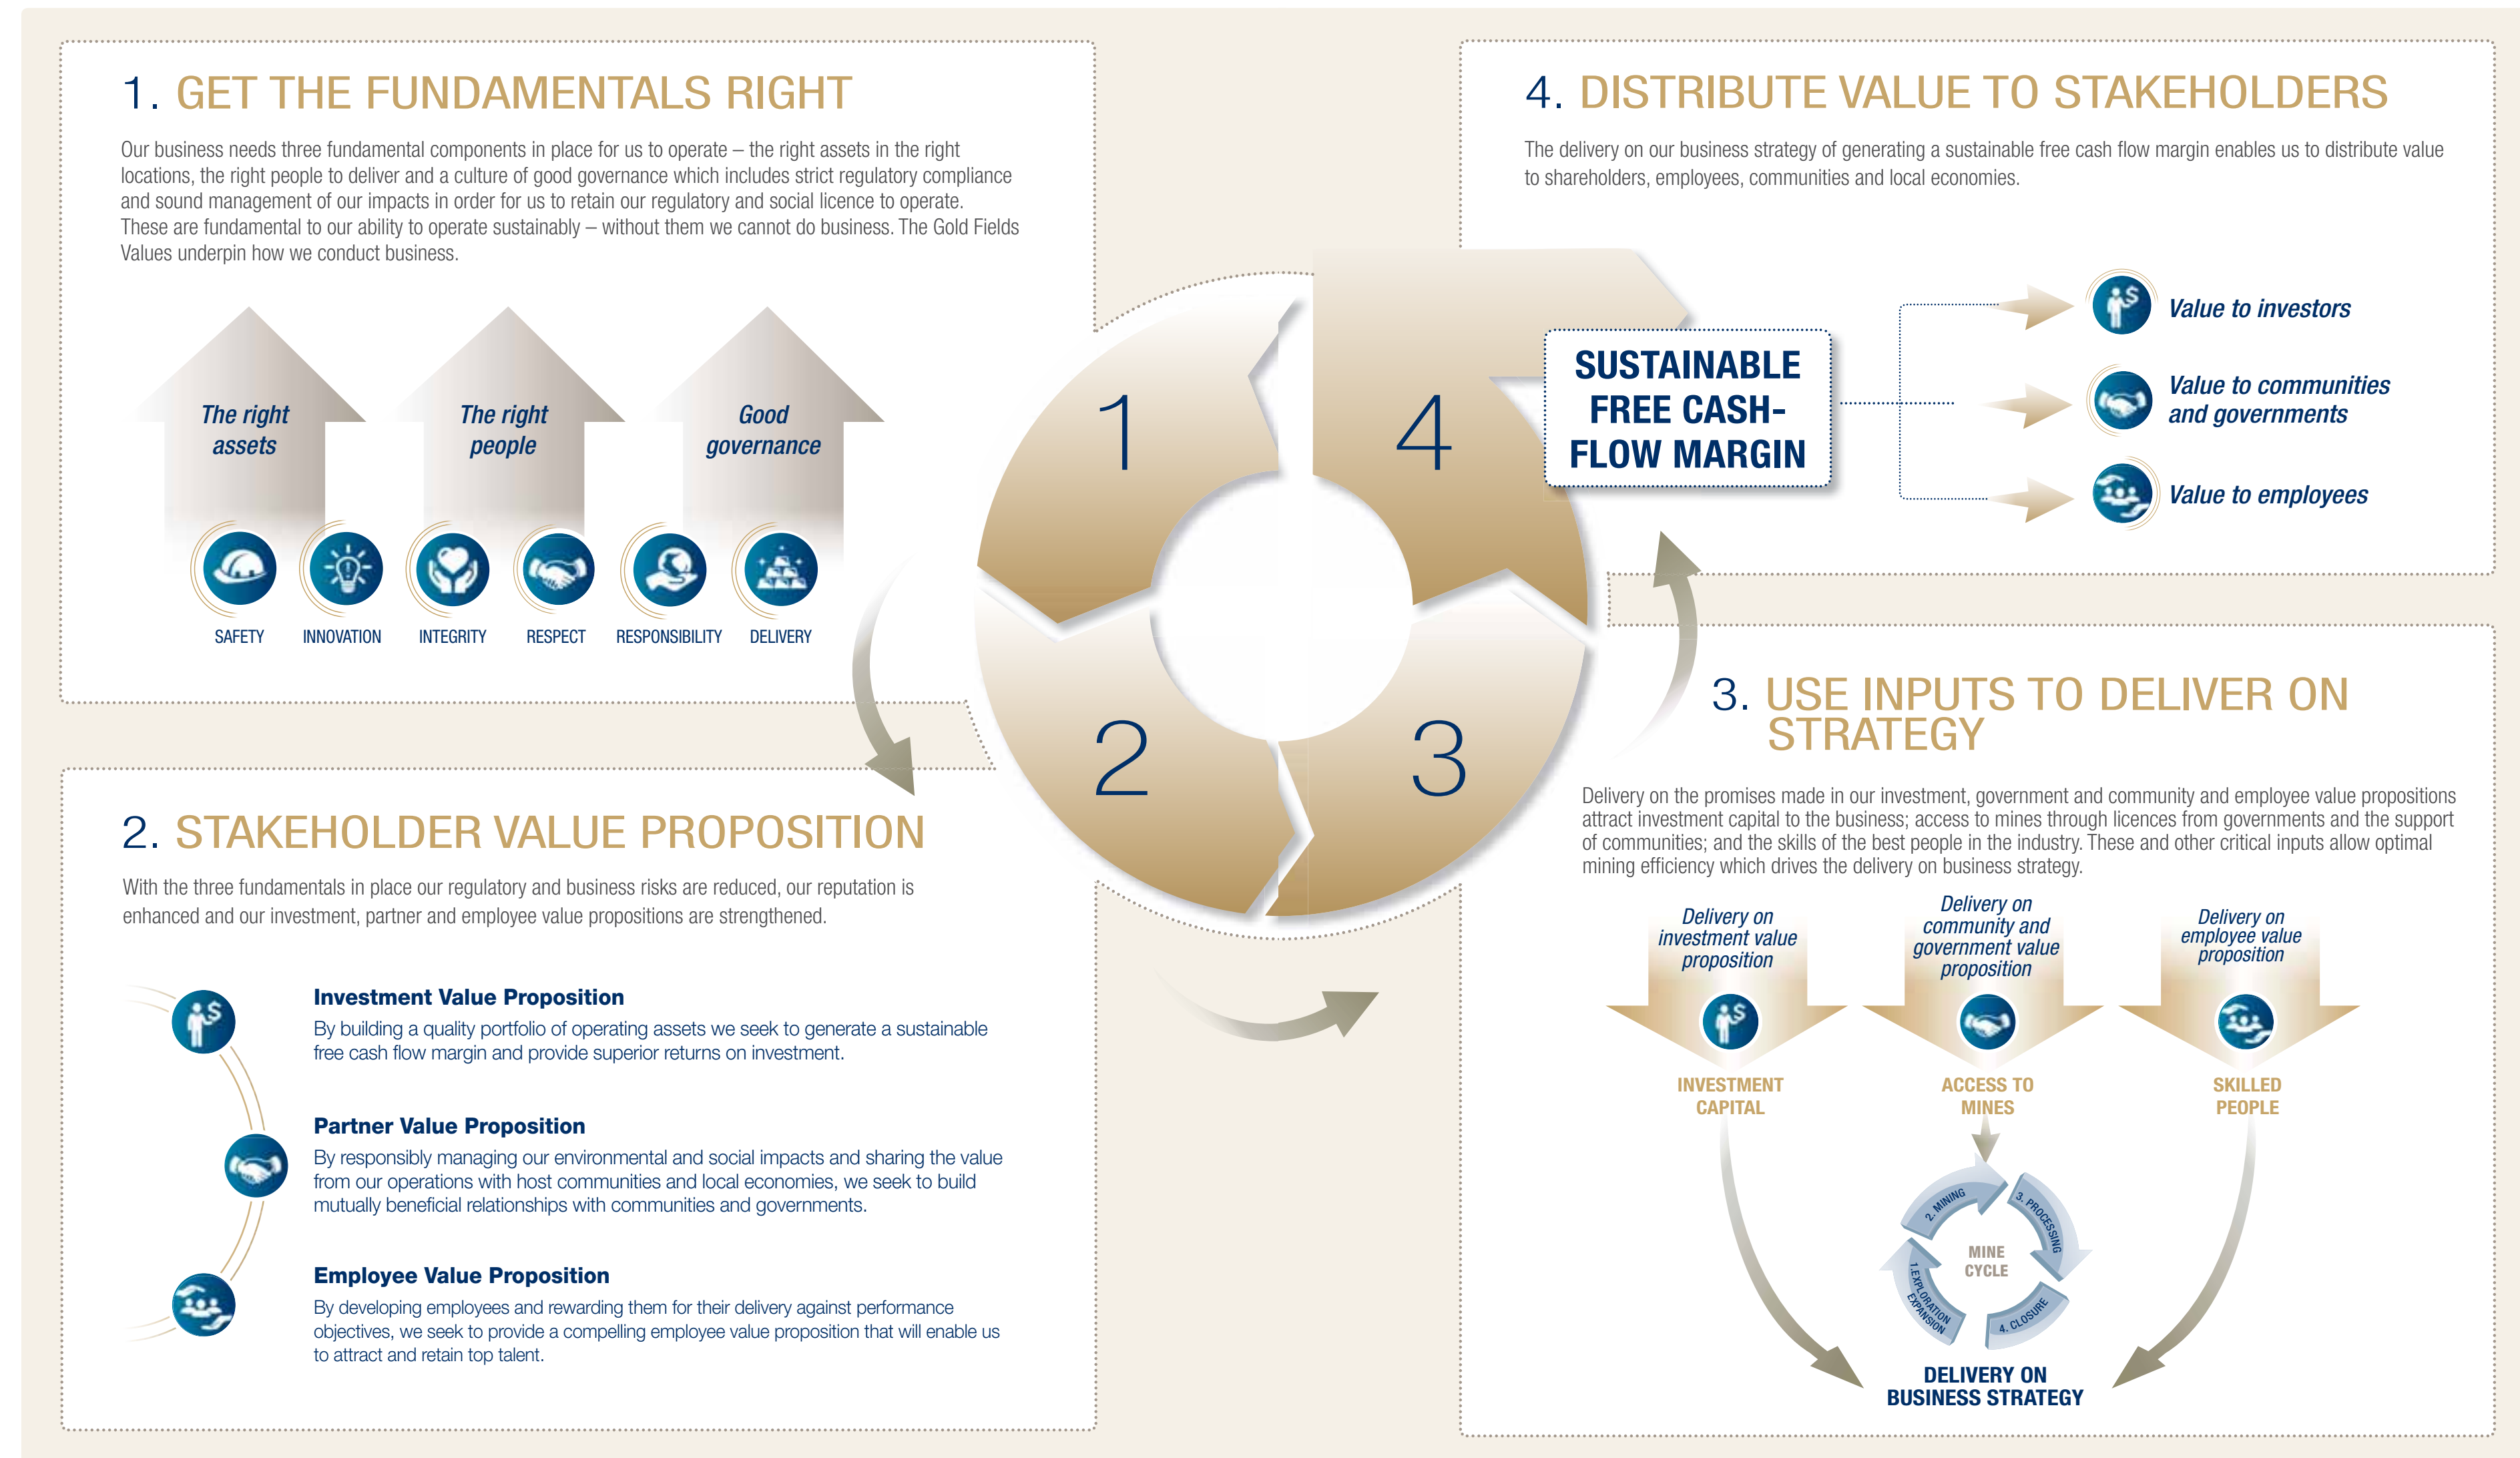 1. GET THE FUNDAMENTALS RIGHT
Our business needs three fundamental components in place for us to operate – the right assets in the right
locations, the right people to deliver and a culture of good governance which includes strict regulatory compliance
and sound management of our impacts in order for us to retain our regulatory and social licence to operate.
These are fundamental to our ability to operate sustainably – without them we cannot do business. The Gold Fields
Values underpin how we conduct business.
The right
assets
The right
people
Good
governance
SAFETY
INNOVATION
INTEGRITY
RESPECT
RESPONSIBILITY
DELIVERY
2. STAKEHOLDER VALUE PROPOSITION
With the three fundamentals in place our regulatory and business risks are reduced, our reputation is
enhanced and our investment, partner and employee value propositions are strengthened.
Investment Value Proposition
By building a quality portfolio of operating assets we seek to generate a sustainable
free cash flow margin and provide superior returns on investment.
Partner Value Proposition
By responsibly managing our environmental and social impacts and sharing the value
from our operations with host communities and local economies, we seek to build
mutually beneficial relationships with communities and governments.
Employee Value Proposition
By developing employees and rewarding them for their delivery against performance
objectives, we seek to provide a compelling employee value proposition that will enable us
to attract and retain top talent.
1
4
2
3
4. DISTRIBUTE VALUE TO STAKEHOLDERS
The delivery on our business strategy of generating a sustainable free cash flow margin enables us to distribute value
to shareholders, employees, communities and local economies.
SUSTAINABLE
FREE CASH-
FLOW MARGIN
Value to investors
Value to communities
and governments
Value to employees
3. USE INPUTS TO DELIVER ON
STRATEGY
Delivery on the promises made in our investment, government and community and employee value propositions
attract investment capital to the business; access to mines through licences from governments and the support
of communities; and the skills of the best people in the industry. These and other critical inputs allow optimal
mining efficiency which drives the delivery on business strategy.
Delivery on
investment value
proposition
Delivery on
community and
government value
proposition
Delivery on
employee value
proposition
INVESTMENT
CAPITAL
ACCESS TO
MINES
SKILLED
PEOPLE
2. MINING
3. PROCESSING
MINE
CYCLE
1.EXPLORATION
EXPANSION
4. CLOSURE
DELIVERY ON
BUSINESS STRATEGY